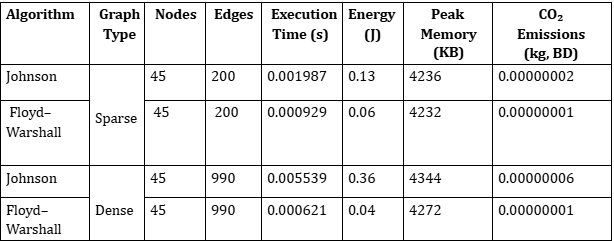 Algorithm Graph Type Nodes Edges Execution Time (s) Energy (J) Peak Memory (KB) CO₂ Emissions (kg, BD)
Johnson Sparse 45 200 0.001987 0.13 4236 0.00000002
Floyd–Warshall 45 200 0.000929 0.06 4232 0.00000001
Johnson Dense 45 990 0.005539 0.36 4344 0.00000006
Floyd–Warshall 45 990 0.000621 0.04 4272 0.00000001